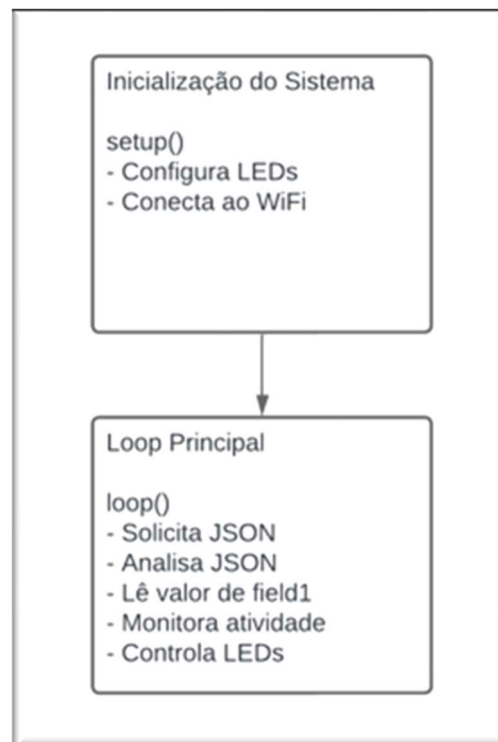 Inicialização do Sistema
setup()
- Configura LEDs
- Conecta ao WiFi
Loop Principal
loop()
- Solicita JSON
- Analisa JSON
- Lê valor de field1
- Monitora atividade
- Controla LEDs